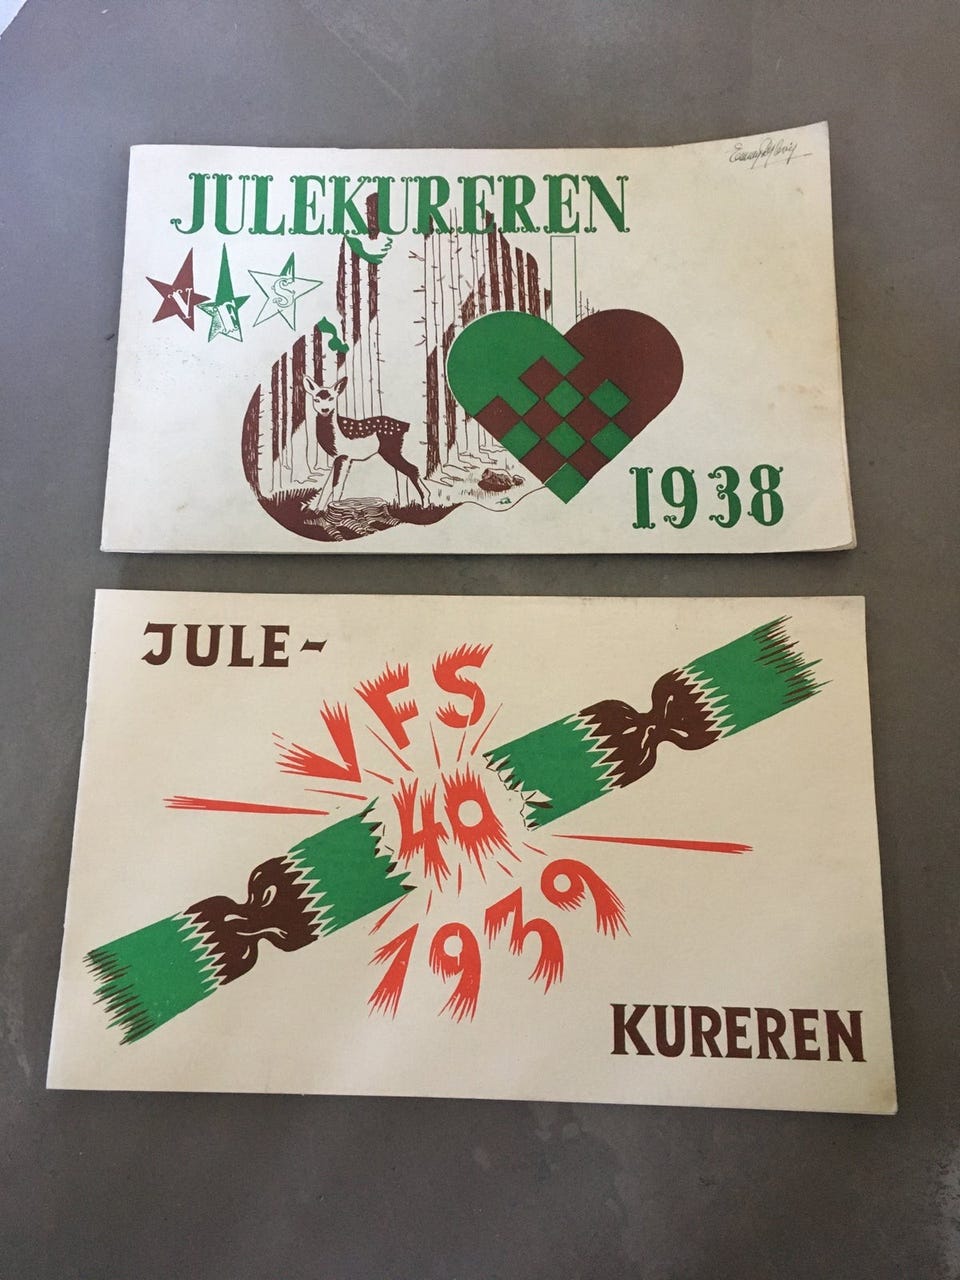 JULEKUREREN
V F S
1938
JULE-
VFS
40
1939
KUREREN